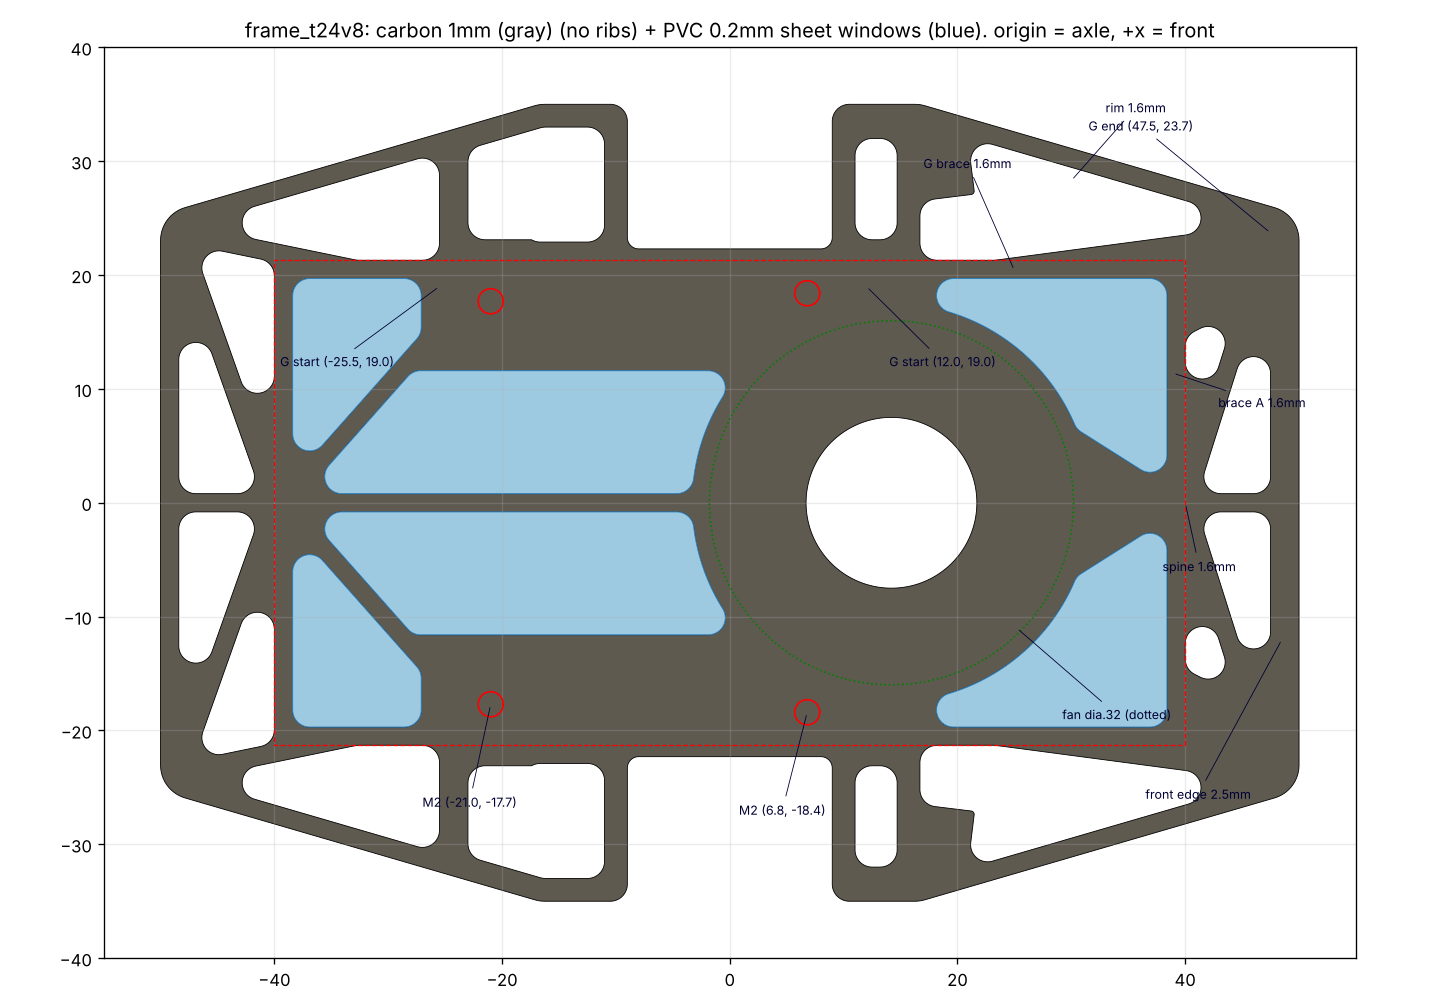 frame_t24v8: carbon 1mm (gray) (no ribs) + PVC 0.2mm sheet windows (blue). origin = axle, +x = front
40
30
20
10
0
−10
−20
−30
−40
−40
−20
0
20
40
rim 1.6mm
G end (47.5, 23.7)
G brace 1.6mm
G start (-25.5, 19.0)
G start (12.0, 19.0)
brace A 1.6mm
spine 1.6mm
fan dia.32 (dotted)
front edge 2.5mm
M2 (-21.0, -17.7)
M2 (6.8, -18.4)